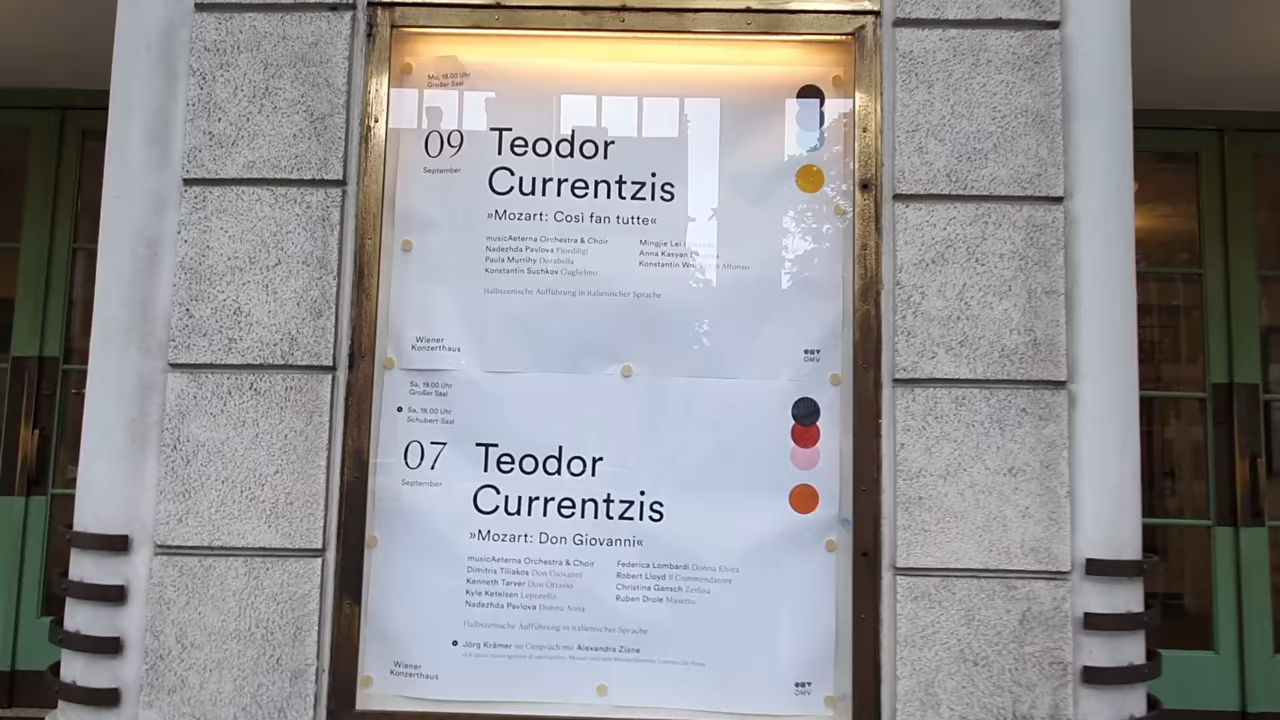 Mo, 19.00 Uhr
Großer Saal
09
September
Teodor
Currentzis
»Mozart: Così fan tutte«
musicAeterna Orchestra & Choir
Nadezhda Pavlova Fiordiligi
Paula Murrihy Dorabella
Konstantin Suchkov Guglielmo
Mingjie Lei
Anna Kasyan
Konstantin Alfonso
Halbszenische Aufführung in italienischer Sprache
Wiener
Konzerthaus
OMV
Sa, 19.00 Uhr
Großer Saal
Sa, 18.00 Uhr
Schubert-Saal
07
September
Teodor
Currentzis
»Mozart: Don Giovanni«
musicAeterna Orchestra & Choir
Dimitris Tiliakos Don Giovanni
Kenneth Tarver Don Ottavio
Kyle Ketelsen Leporello
Nadezhda Pavlova Donna Anna
Federica Lombardi Donna Elvira
Robert Lloyd Il Commendatore
Christina Gansch Zerlina
Ruben Drole Masetto
Halbszenische Aufführung in italienischer Sprache
Jörg Krämer im Gespräch mit Alexandra Ziane
Wiener
Konzerthaus
OMV